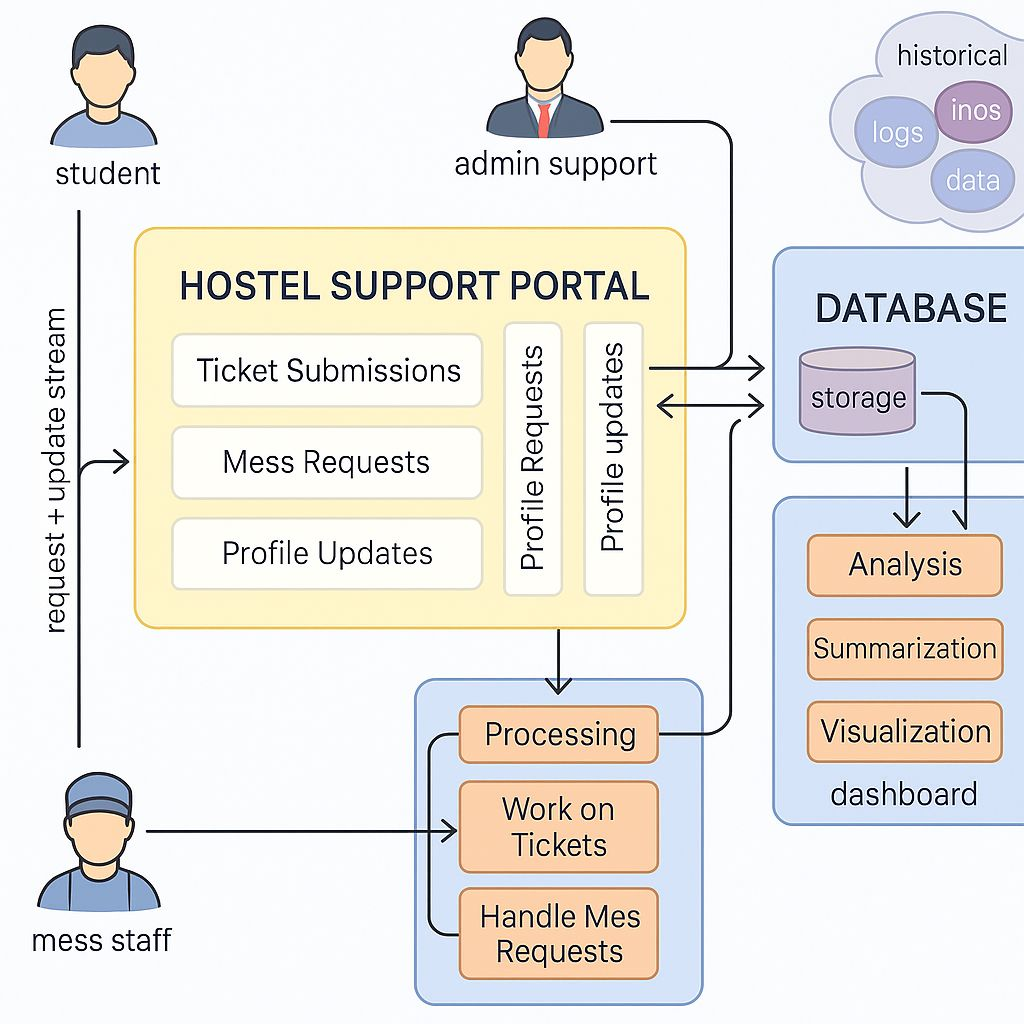 student
admin support
historical
logs
inos
data
HOSTEL SUPPORT PORTAL
Ticket Submissions
Mess Requests
Profile Updates
Profile Requests
Profile updates
request + update stream
DATABASE
storage
Analysis
Summarization
Visualization
dashboard
Processing
Work on
Tickets
Handle Mes
Requests
mess staff